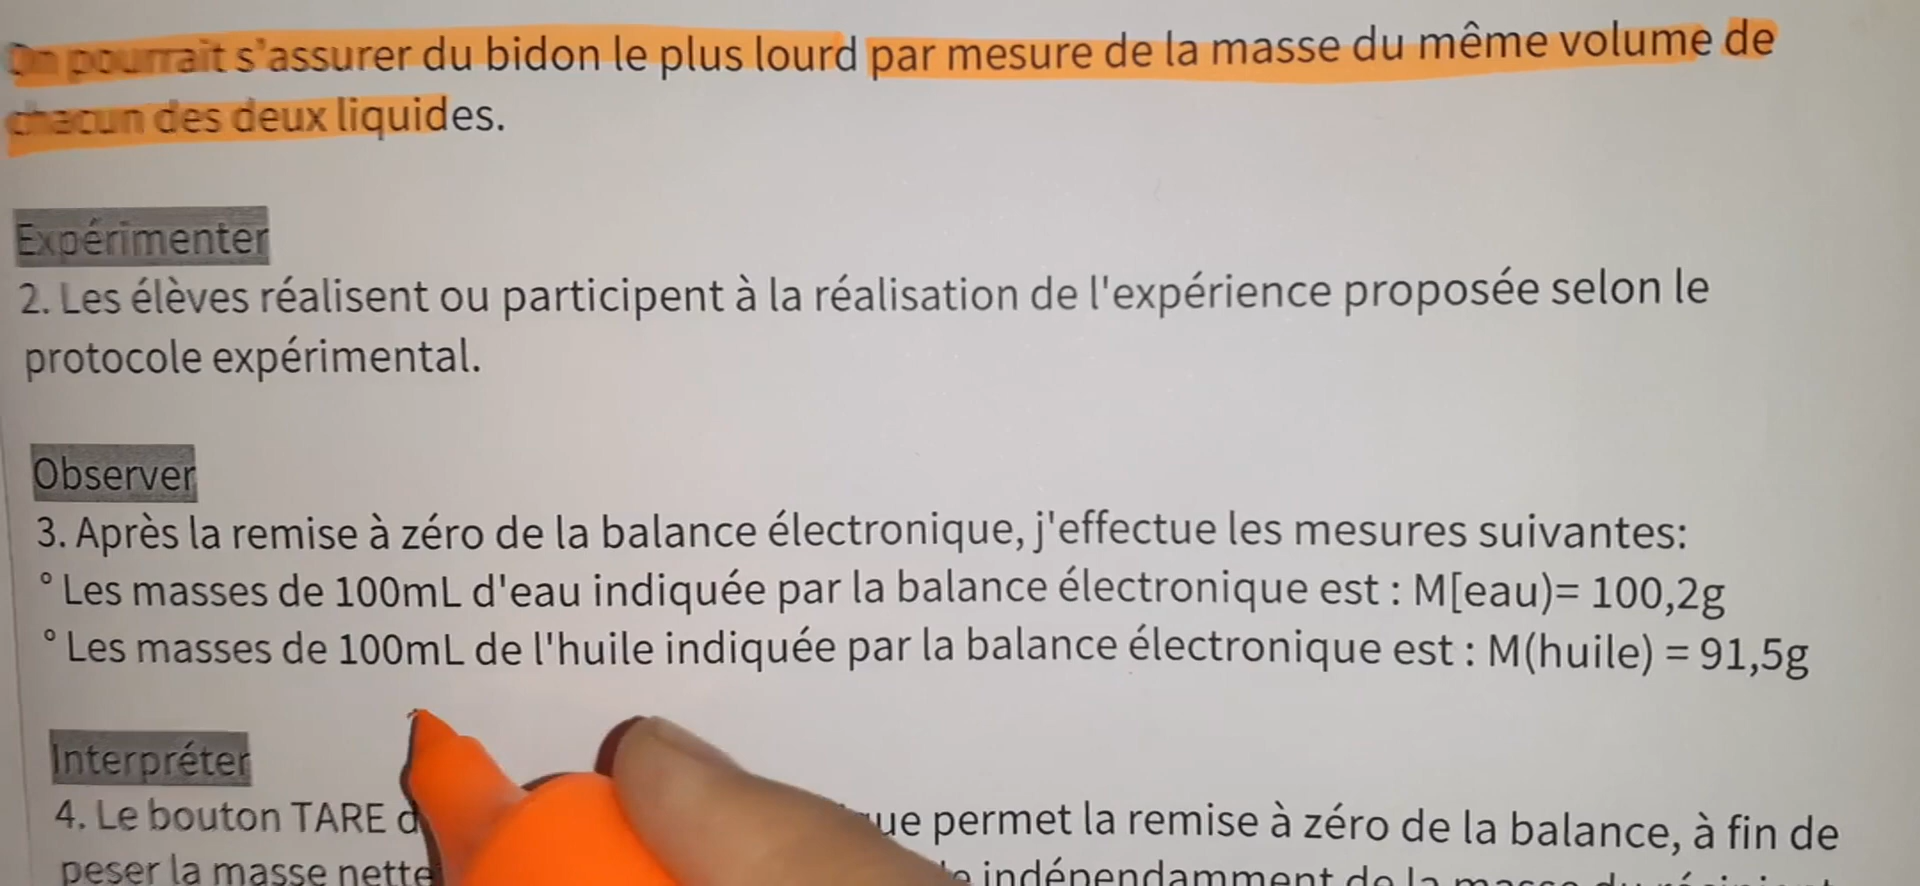 On pourrait s'assurer du bidon le plus lourd par mesure de la masse du même volume de
chacun des deux liquides.
Expérimenter
2. Les élèves réalisent ou participent à la réalisation de l'expérience proposée selon le
protocole expérimental.
Observer
3. Après la remise à zéro de la balance électronique, j'effectue les mesures suivantes:
° Les masses de 100mL d'eau indiquée par la balance électronique est : M[eau)= 100,2g
° Les masses de 100mL de l'huile indiquée par la balance électronique est : M(huile) = 91,5g
Interpréter
4. Le bouton TARE permet la remise à zéro de la balance, à fin de
peser la masse nette indépendamment de la masse du